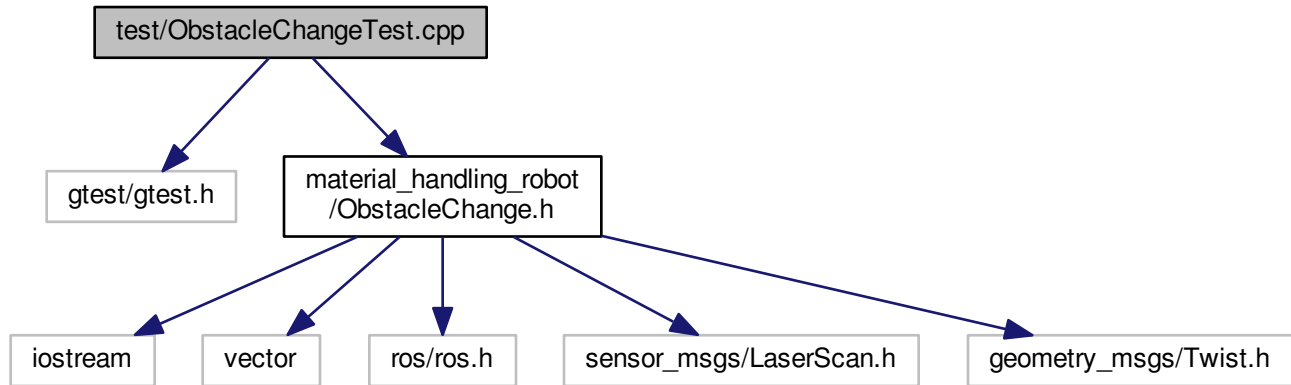 test/ObstacleChangeTest.cpp
gtest/gtest.h
material_handling_robot
/ObstacleChange.h
iostream
vector
ros/ros.h
sensor_msgs/LaserScan.h
geometry_msgs/Twist.h